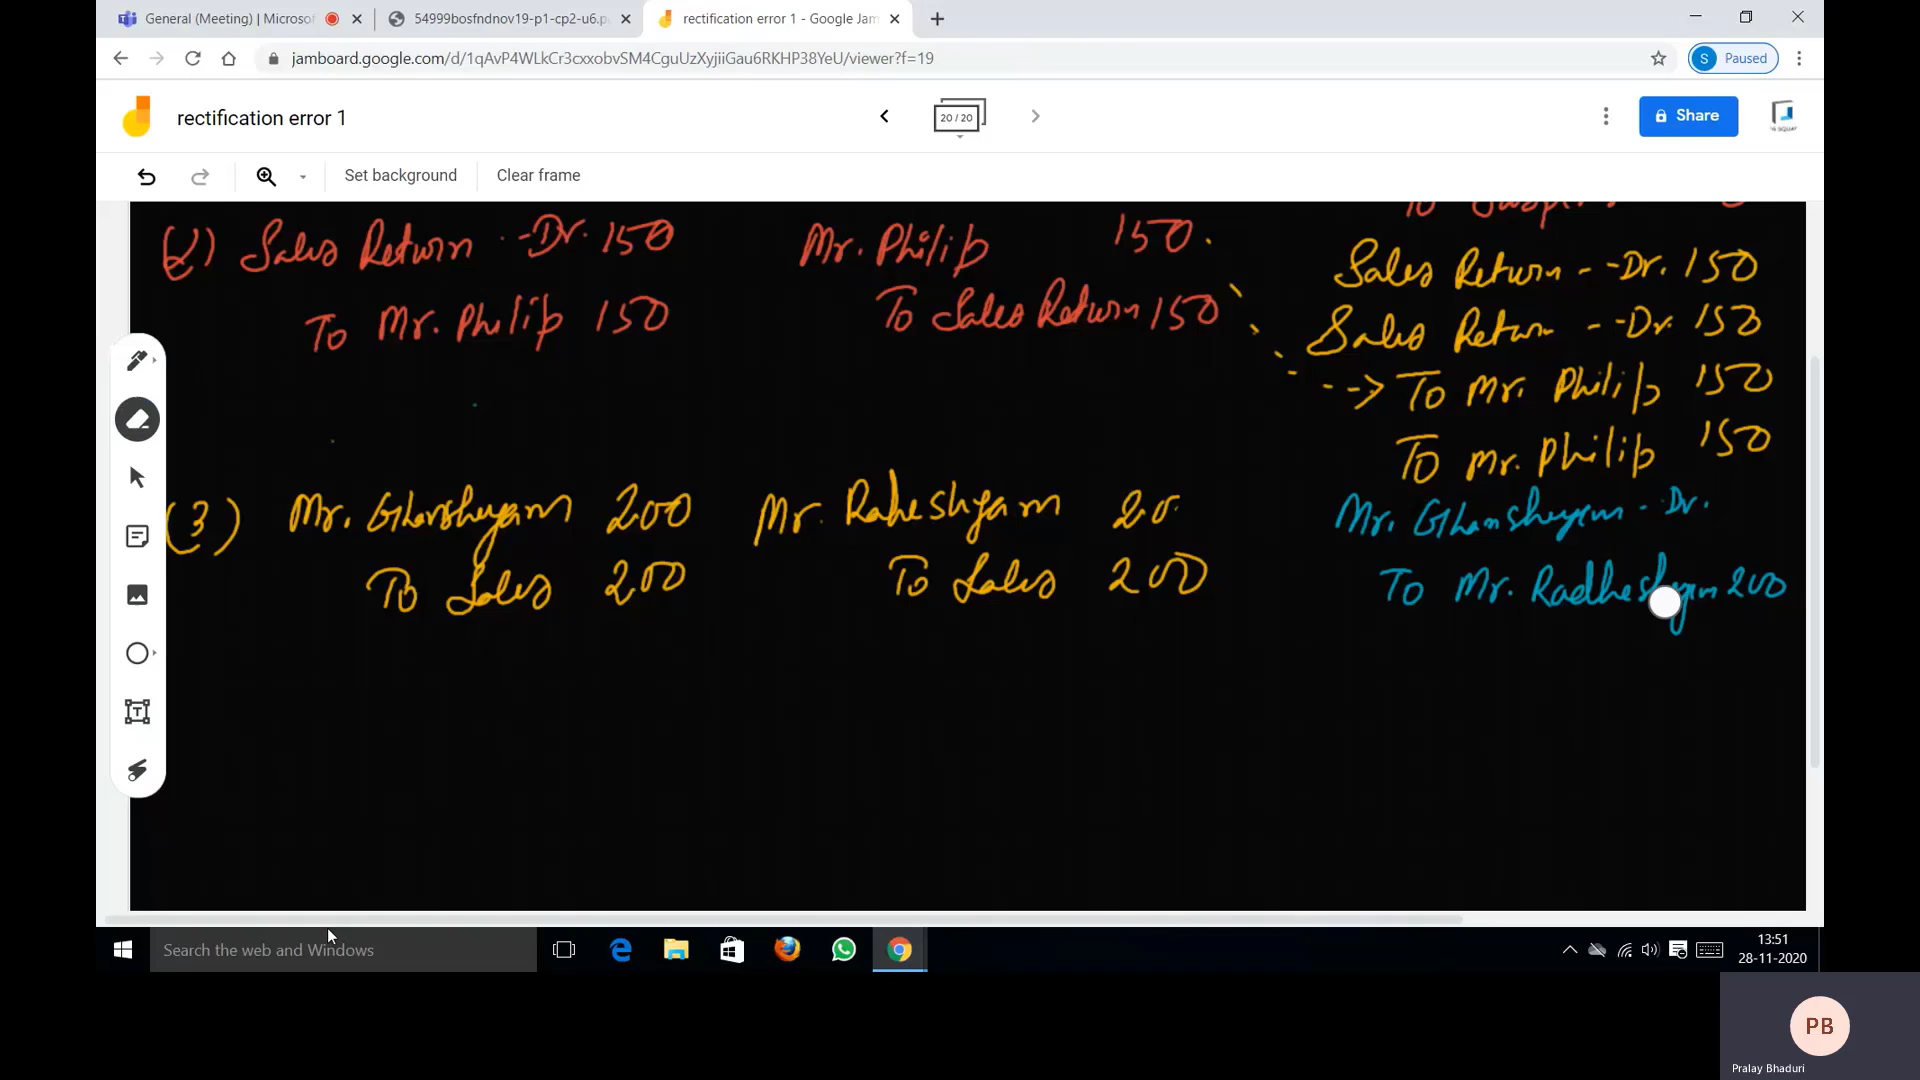 General (Meeting) | Microso
54999bosfndnov19-p1-cp2-u6.p
rectification error 1 - Google Jam
jamboard.google.com/d/1qAvP4WLkCr3cxxobvSM4CguUzXyjiiGau6RKHP38YeU/viewer?f=19
S Paused
rectification error 1
20 / 20
Share
Set background
Clear frame
Sales Return - Dr. 150
To Mr. Philip 150
Mr. Philip 150.
To Sales Return 150
Sales Return - - Dr. 150
Sales Return - - Dr. 150
--> To Mr. Philip 150
To Mr. Philip 150
(3) Mr. Ghanshyam 200
To Sales 200
Mr. Raheshyam 20
To Sales 200
Mr. Ghanshyam - Dr.
To Mr. Radheshyam 200
Search the web and Windows
13:51
28-11-2020
PB
Pralay Bhaduri